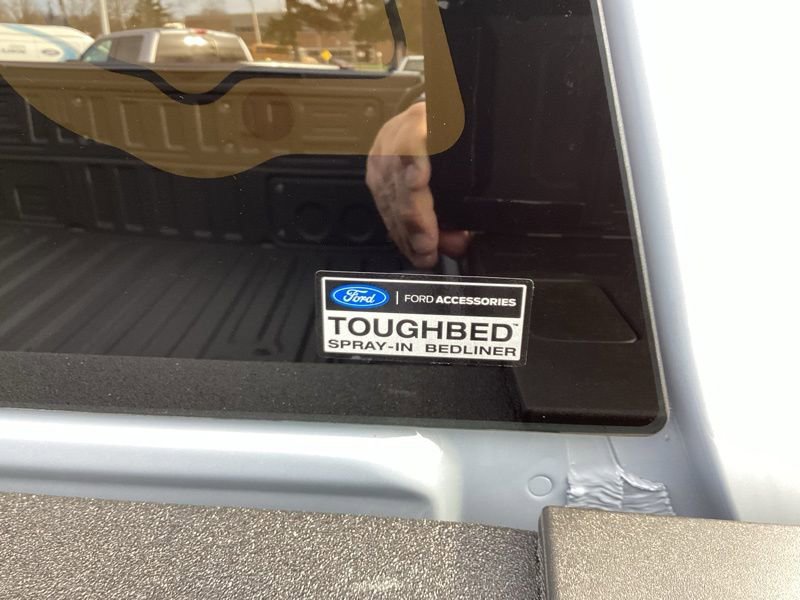 Ford | FORD ACCESSORIES
TOUGHBED™
SPRAY-IN BEDLINER